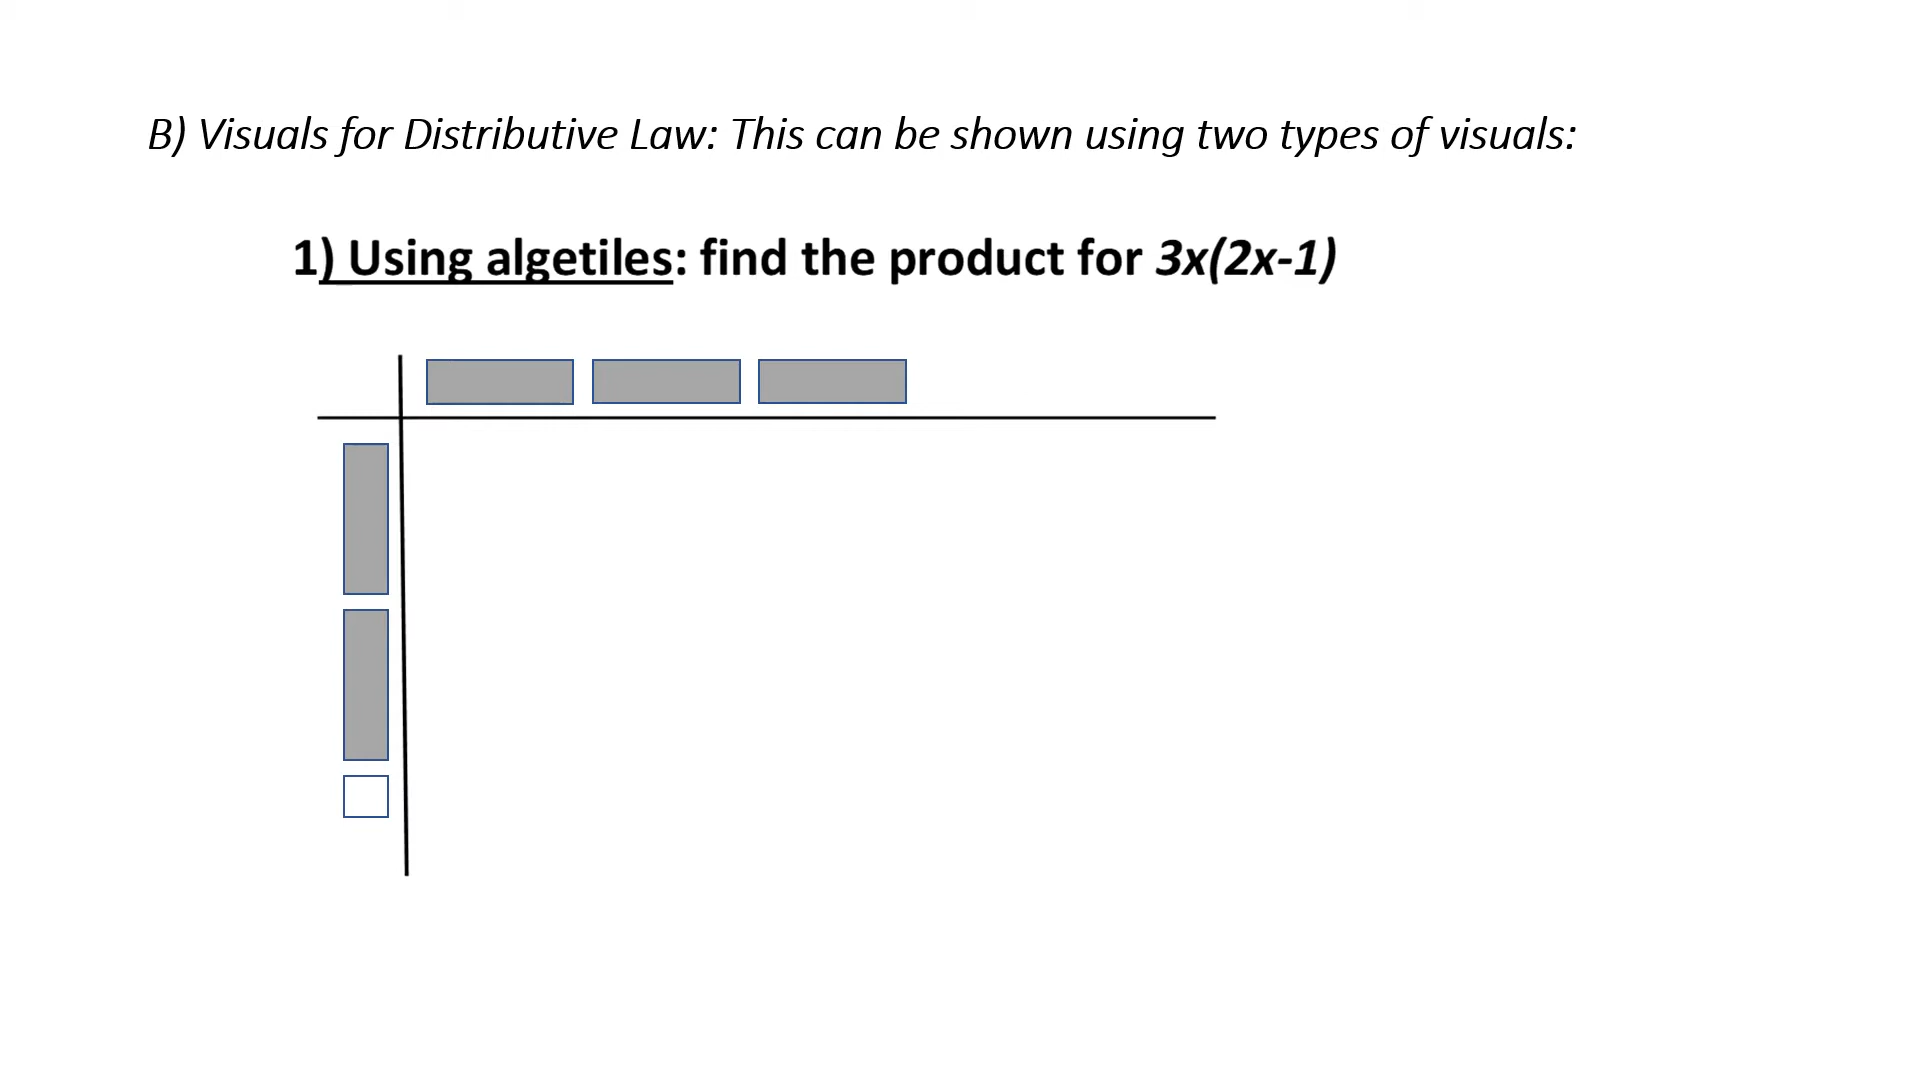 B) Visuals for Distributive Law: This can be shown using two types of visuals:
1) Using algetiles: find the product for 3x(2x-1)